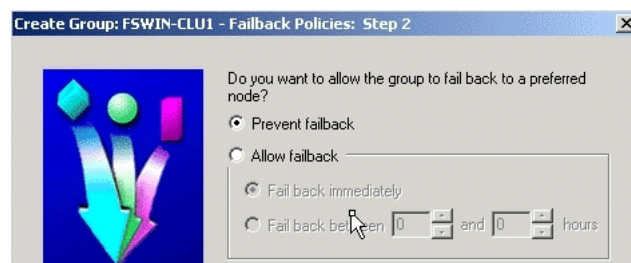 Create Group: FSWIN-CLU1 - Failback Policies: Step 2
Do you want to allow the group to fail back to a preferred
node?
Prevent failback
Allow failback
Fail back immediately
Fail back between 0 and 0 hours